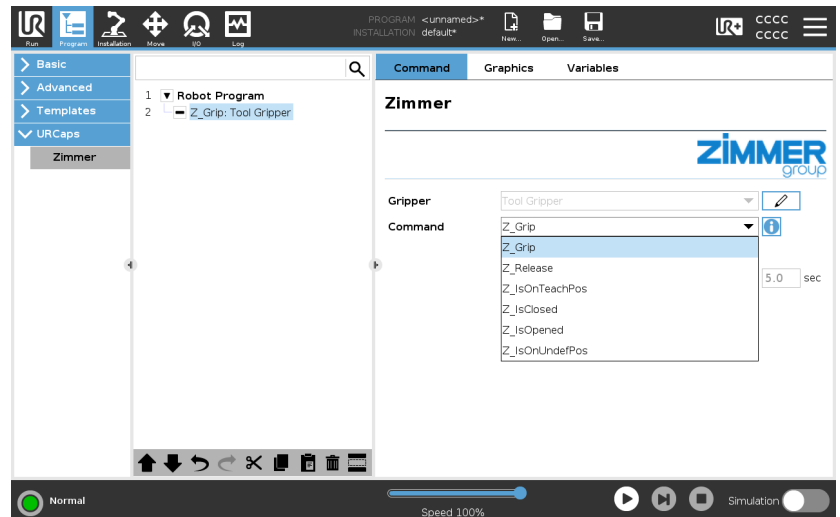 PROGRAM <unnamed>*
INSTALLATION default*
Run Program Installation Move I/O Log
New... Open... Save...
UR+
CCCC
CCCC
Basic
Advanced
Templates
URCaps
Zimmer
1 Robot Program
2 Z_Grip: Tool Gripper
Command Graphics Variables
Zimmer
ZIMMER
group
Gripper Tool Gripper
Command Z_Grip
Z_Grip
Z_Release
Z_IsOnTeachPos
Z_IsClosed
Z_IsOpened
Z_IsOnUndefPos
5.0 sec
Normal
Speed 100%
Simulation